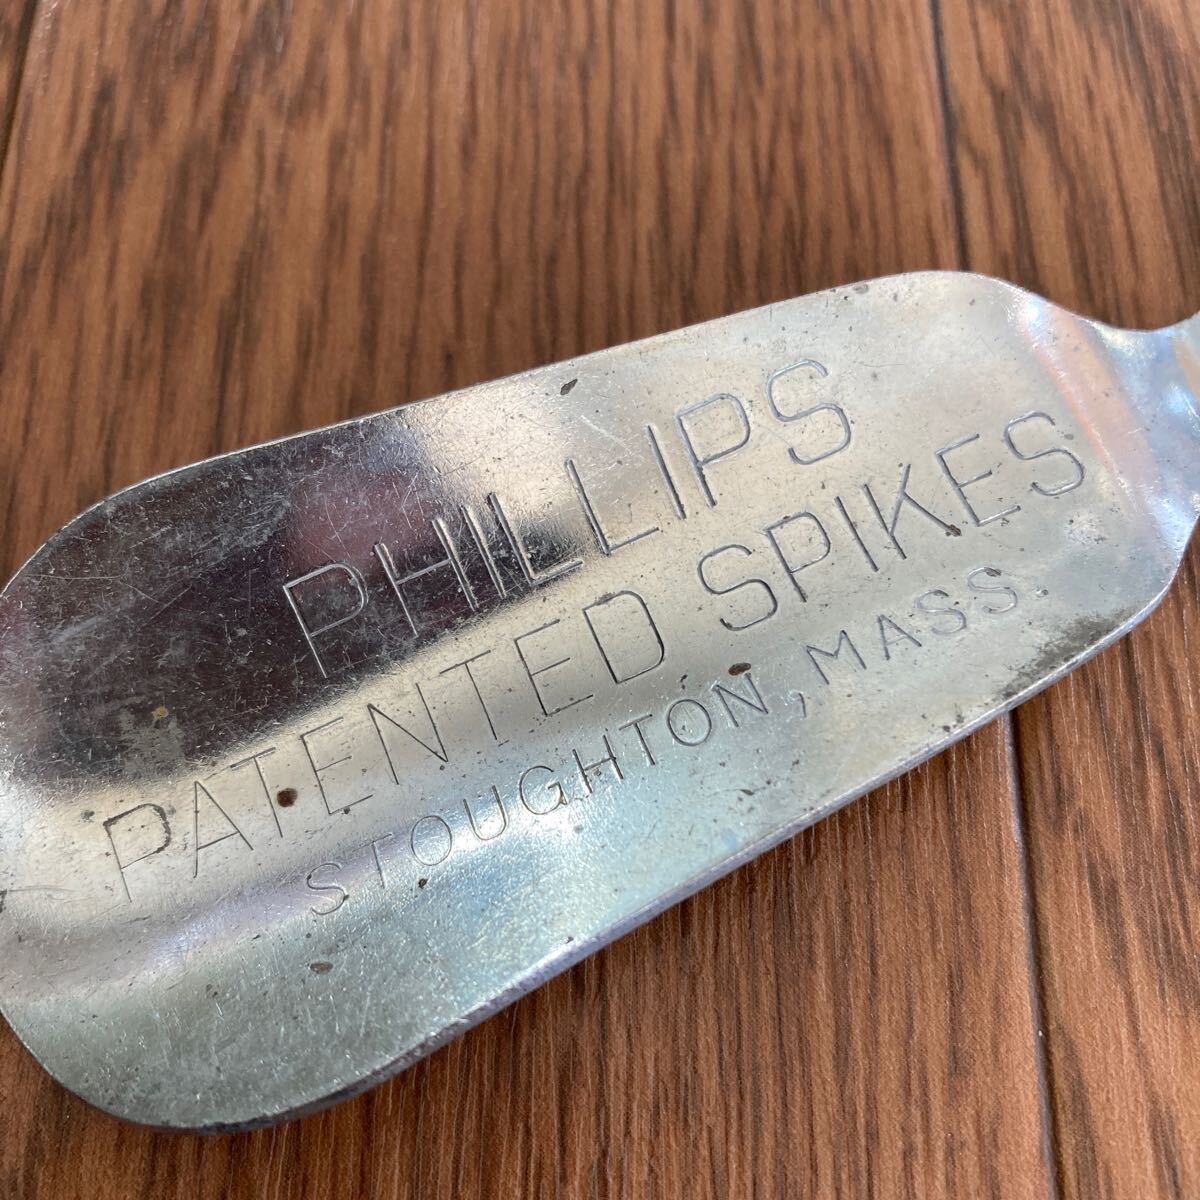 PHILLIPS
PATENTED SPIKES
STOUGHTON, MASS.